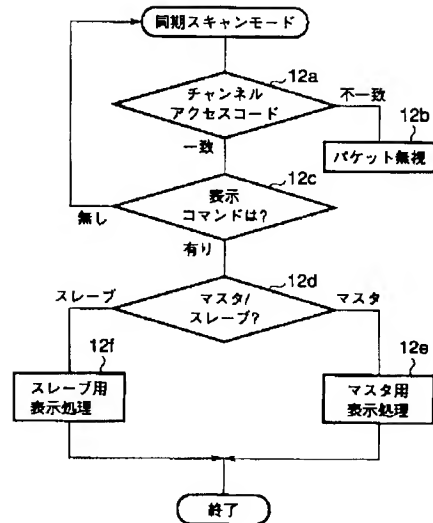 同期スキャンモード
12a
チャンネル
アクセスコード
不一致
12b
パケット無視
一致
12c
表示
コマンドは?
無し
有り
12d
マスタ/
スレーブ?
スレーブ
マスタ
12f
スレーブ用
表示処理
12e
マスタ用
表示処理
終了